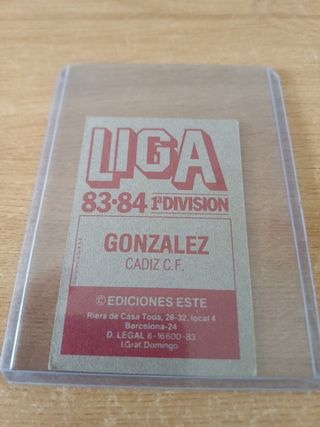 LIGA
83-84 1ª DIVISION
GONZALEZ
CADIZ C.F.
© EDICIONES ESTE
Riera de Casa Toda, 26-32, local 4
Barcelona-24
D. LEGAL B-16600-83
I.Graf. Domingo